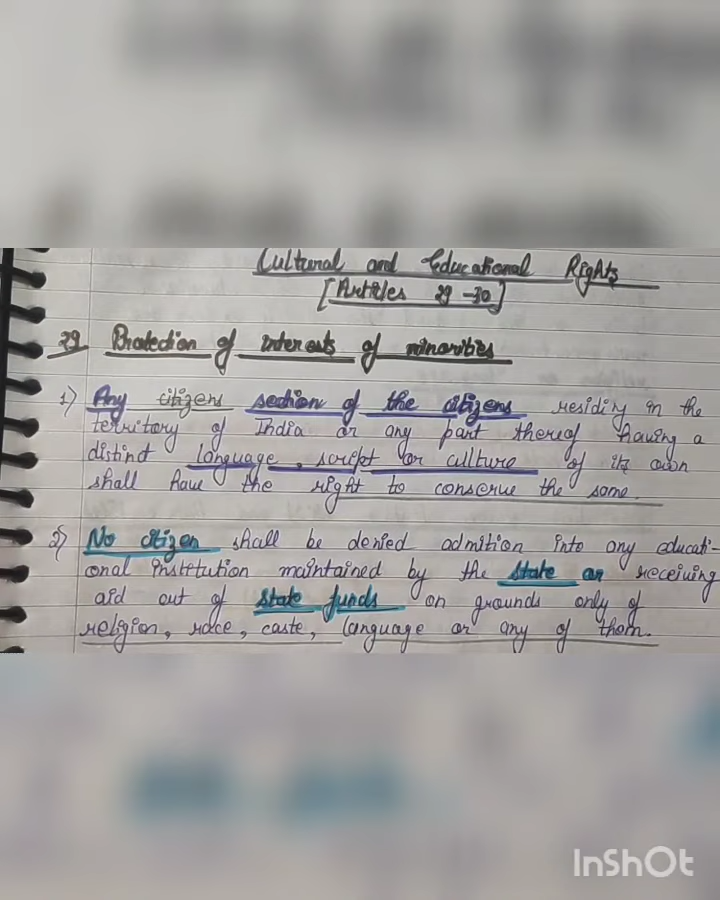 Cultural and Educational Rights
[Articles 29-30]
29 Protection of interests of minorities
1) Any citizens section of the citizens residing in the
territory of India or any part thereof having a
distinct language, script or culture of its own
shall have the right to conserve the same.
2) No citizen shall be denied admition into any educati-
onal institution maintained by the state or receiving
aid out of state funds on grounds only of
religion, race, caste, language or any of them.
InShOt